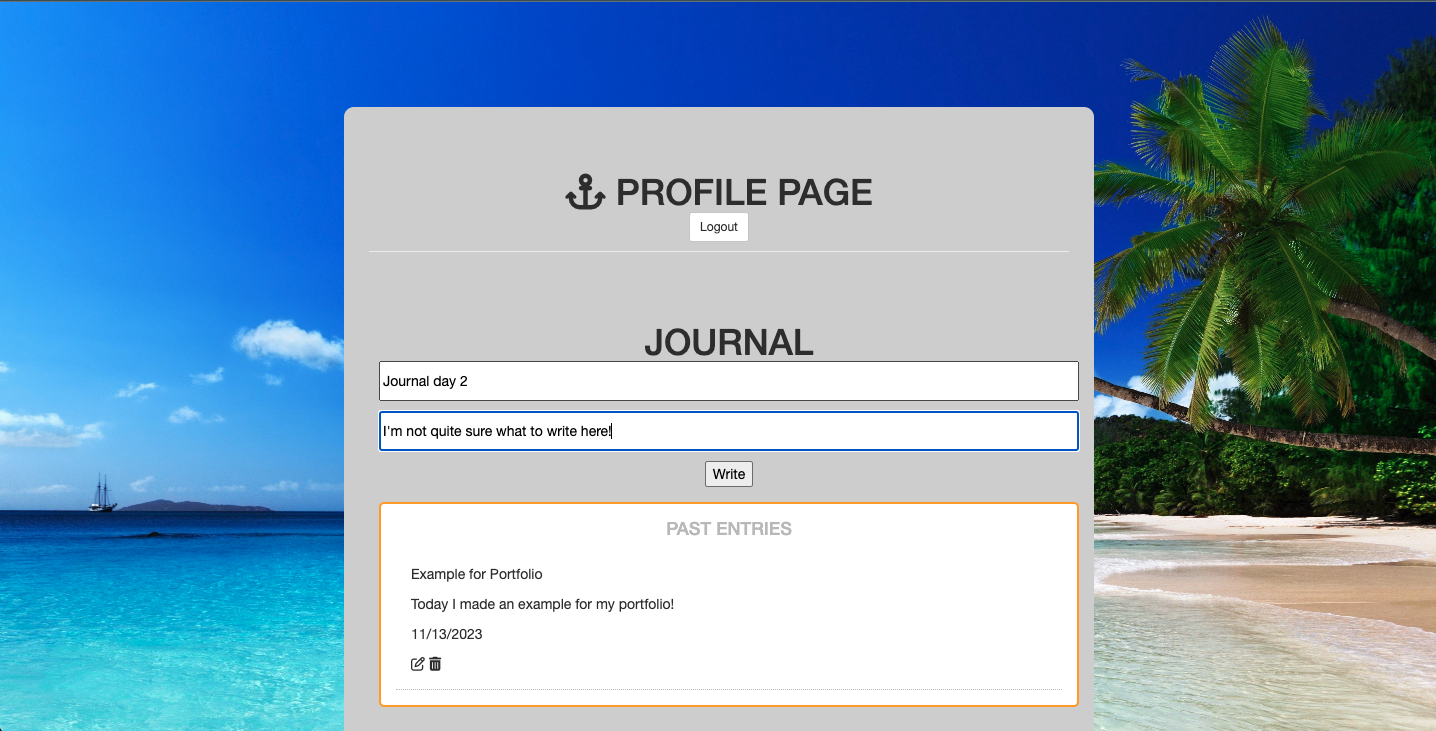 PROFILE PAGE
Logout
JOURNAL
Journal day 2
I'm not quite sure what to write here!
Write
PAST ENTRIES
Example for Portfolio
Today I made an example for my portfolio!
11/13/2023